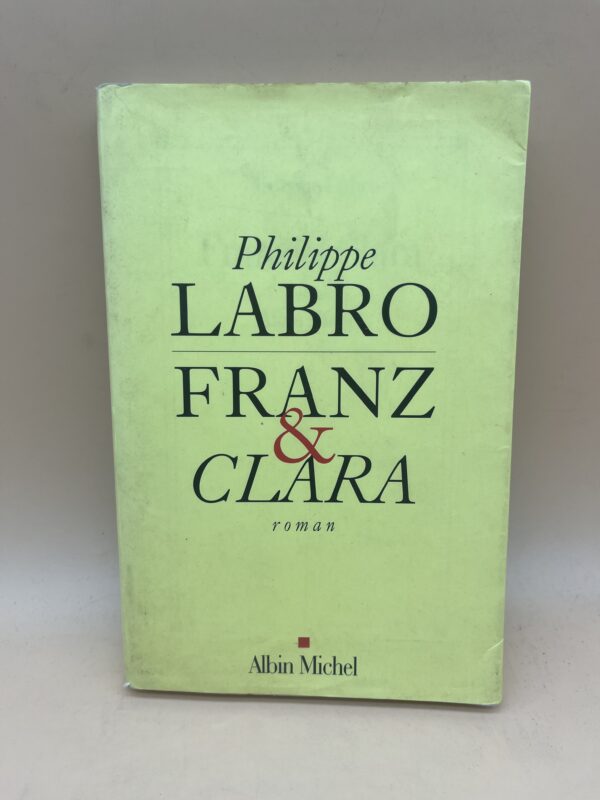 Philippe
LABRO
FRANZ
&
CLARA
roman
Albin Michel